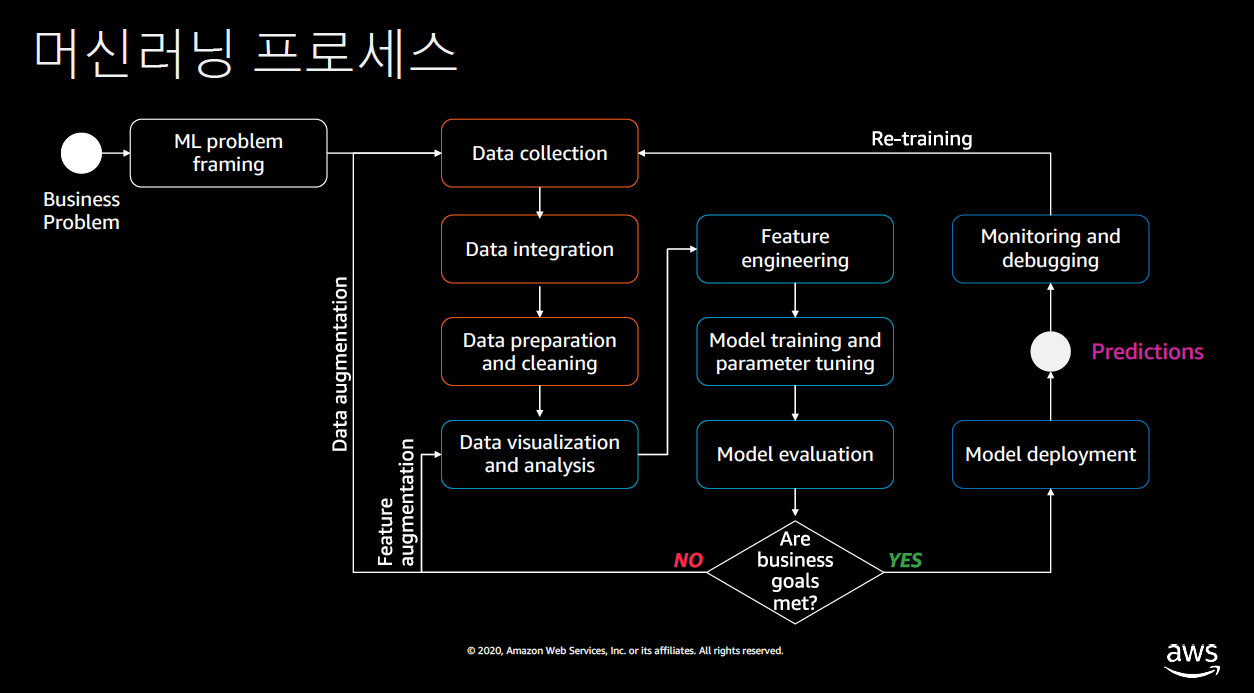 머신러닝 프로세스
Business
Problem
ML problem
framing
Data collection
Re-training
Data integration
Feature
engineering
Monitoring and
debugging
Data augmentation
Data preparation
and cleaning
Model training and
parameter tuning
Predictions
Feature
augmentation
Data visualization
and analysis
Model evaluation
Model deployment
NO
Are
business
goals
met?
YES
© 2020, Amazon Web Services, Inc. or its affiliates. All rights reserved.
aws